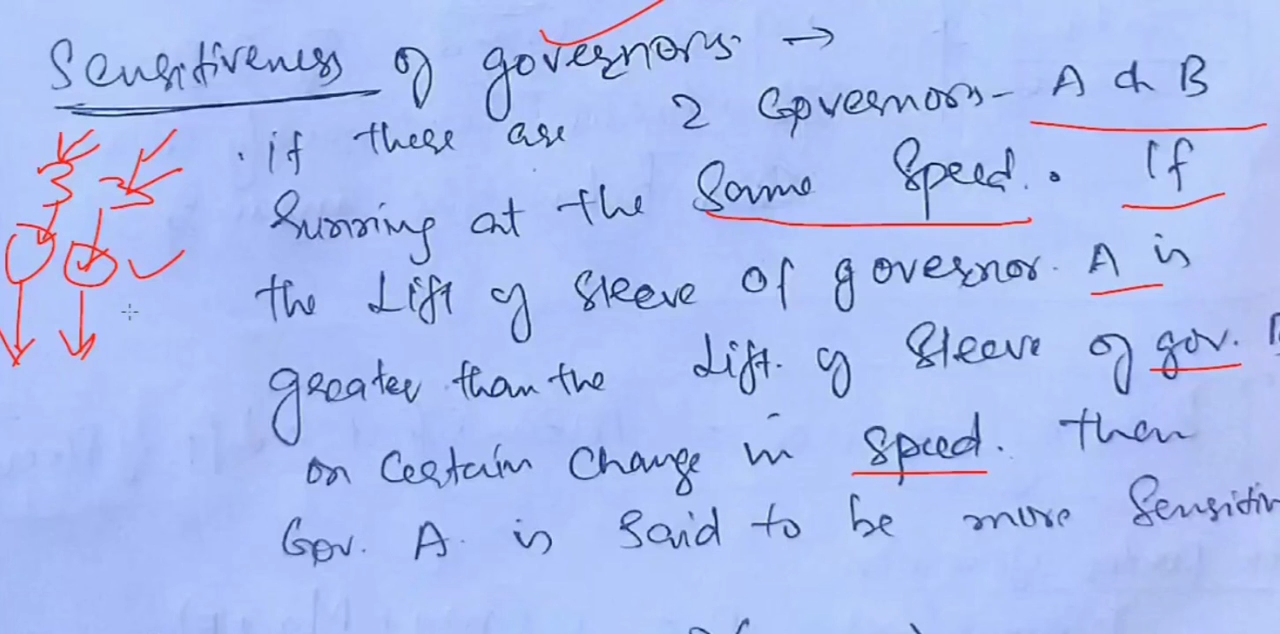 Sensitiveness of governors →
. if there are 2 Governors - A & B
running at the Same Speed. . If
the Lift of Sleeve of governor. A is
greater than the Lift. of Sleeve of gov.
on certain change in speed. then
Gov. A. is said to be more